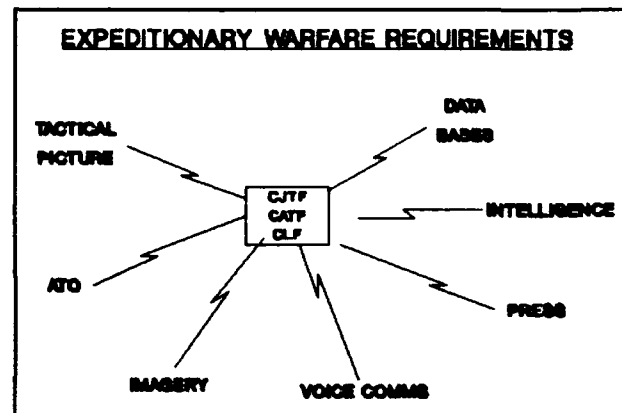 EXPEDITIONARY WARFARE REQUIREMENTS
TACTICAL
PICTURE
DATA
BASES
CJTF
CATF
CLF
INTELLIGENCE
ATO
PRESS
IMAGERY
VOICE COMMS